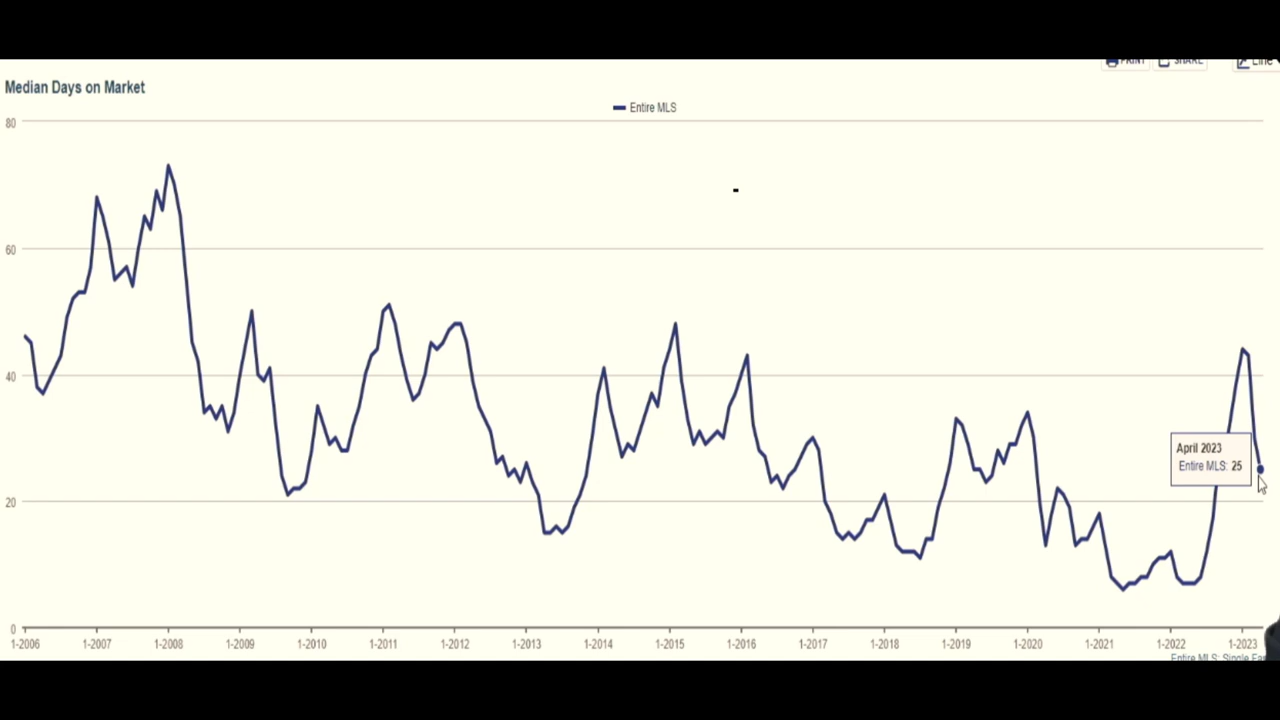 PRINT SHARE Line
Median Days on Market
Entire MLS
80
60
40
20
0
April 2023
Entire MLS: 25
1-2006 1-2007 1-2008 1-2009 1-2010 1-2011 1-2012 1-2013 1-2014 1-2015 1-2016 1-2017 1-2018 1-2019 1-2020 1-2021 1-2022 1-2023
Entire MLS: Single